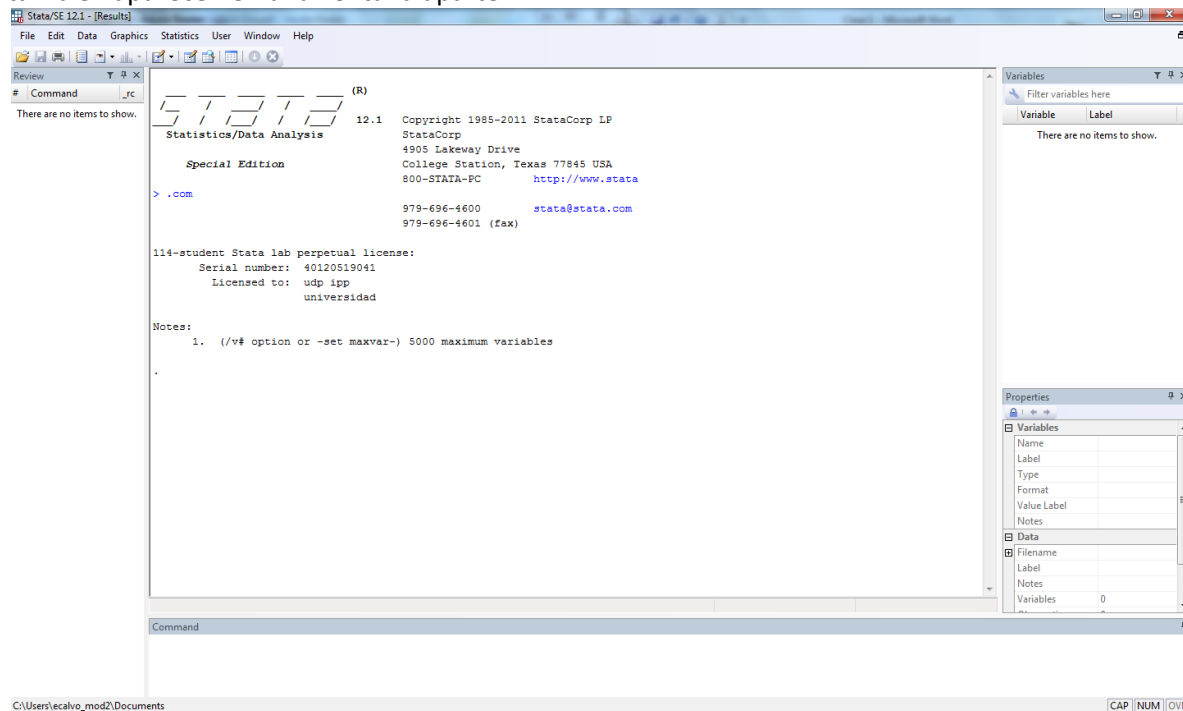 Stata/SE 12.1 - [Results]
File Edit Data Graphics Statistics User Window Help
Review
# Command _rc
There are no items to show.
(R)
12.1 Copyright 1985-2011 StataCorp LP
Statistics/Data Analysis StataCorp
4905 Lakeway Drive
Special Edition College Station, Texas 77845 USA
800-STATA-PC http://www.stata
> .com
979-696-4600 stata@stata.com
979-696-4601 (fax)
114-student Stata lab perpetual license:
Serial number: 40120519041
Licensed to: udp ipp
universidad
Notes:
1. (/v# option or -set maxvar-) 5000 maximum variables
.
Variables
Filter variables here
Variable Label
There are no items to show.
Properties
Variables
Name
Label
Type
Format
Value Label
Notes
Data
Filename
Label
Notes
Variables 0
Command
C:\Users\ecalvo_mod2\Documents
CAP NUM OVR